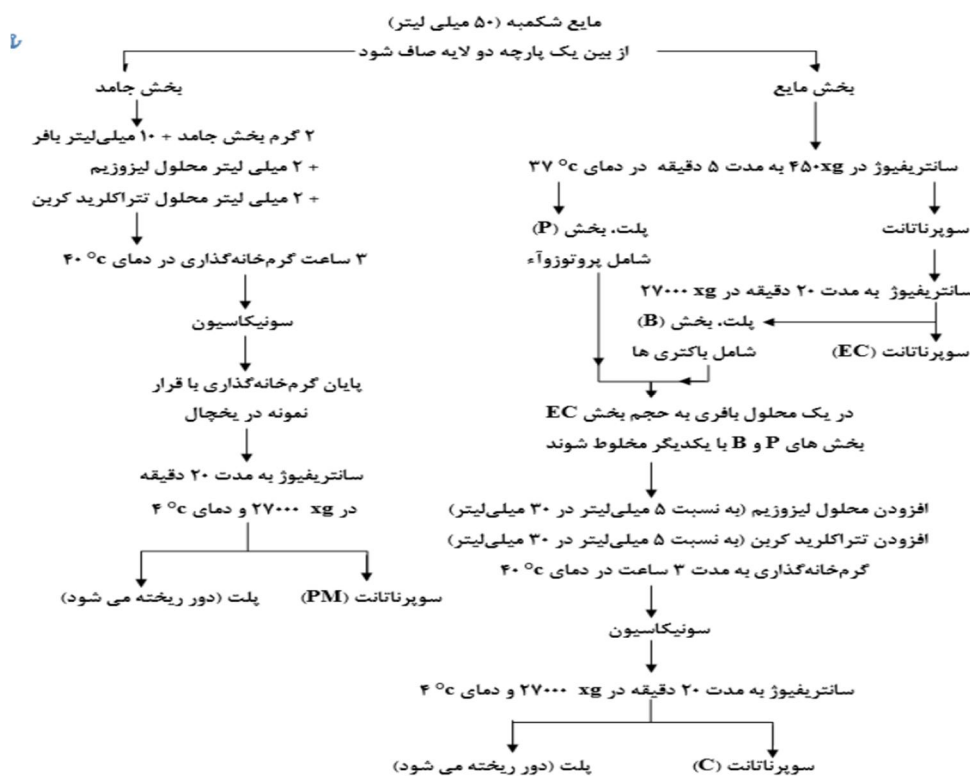 مایع شکمبه (۵۰ میلی لیتر)
از بین یک پارچه دو لایه صاف شود
بخش مایع
سانتریفیوژ در ۴۵۰xg به مدت ۵ دقیقه در دمای ۳۷ °c
سوپرناتانت
پلت. بخش (P)
شامل پروتوزوآء
سانتریفیوژ به مدت ۲۰ دقیقه در ۲۷۰۰۰ xg
پلت. بخش (B)
شامل باکتری ها
سوپرناتانت (EC)
در یک محلول بافری به حجم بخش EC
بخش های P و B با یکدیگر مخلوط شوند
افزودن محلول لیزوزیم (به نسبت ۵ میلی‌لیتر در ۳۰ میلی‌لیتر)
افزودن تتراکلرید کربن (به نسبت ۵ میلی‌لیتر در ۳۰ میلی‌لیتر)
گرم‌خانه‌گذاری به مدت ۳ ساعت در دمای ۴۰ °c
سونیکاسیون
سانتریفیوژ به مدت ۲۰ دقیقه در ۲۷۰۰۰ xg و دمای ۴ °c
سوپرناتانت (C)
پلت (دور ریخته می شود)
بخش جامد
۲ گرم بخش جامد + ۱۰ میلی‌لیتر بافر
+ ۲ میلی لیتر محلول لیزوزیم
+ ۲ میلی لیتر محلول تتراکلرید کربن
۳ ساعت گرم‌خانه‌گذاری در دمای ۴۰ °c
سونیکاسیون
پایان گرم‌خانه‌گذاری با قرار
نمونه در یخچال
سانتریفیوژ به مدت ۲۰ دقیقه
در ۲۷۰۰۰ xg و دمای ۴ °c
سوپرناتانت (PM)
پلت (دور ریخته می شود)